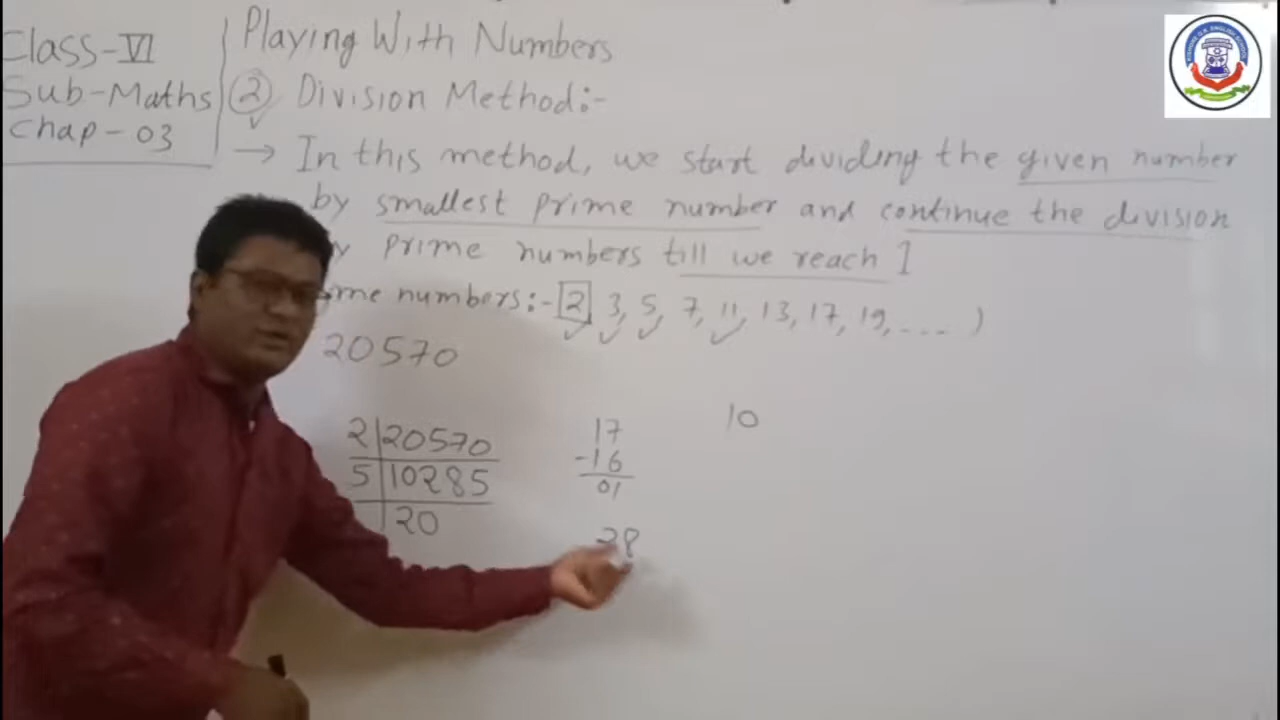 Class-VI
Sub-Maths
Chap-03
Playing With Numbers
② Division Method:-
→ In this method, we start dividing the given number
by smallest prime number and continue the division
prime numbers till we reach 1
numbers:- 2, 3, 5, 7, 11, 13, 17, 19, .... )
20570
2|20570
5|10285
20
17
-16
01
28
10